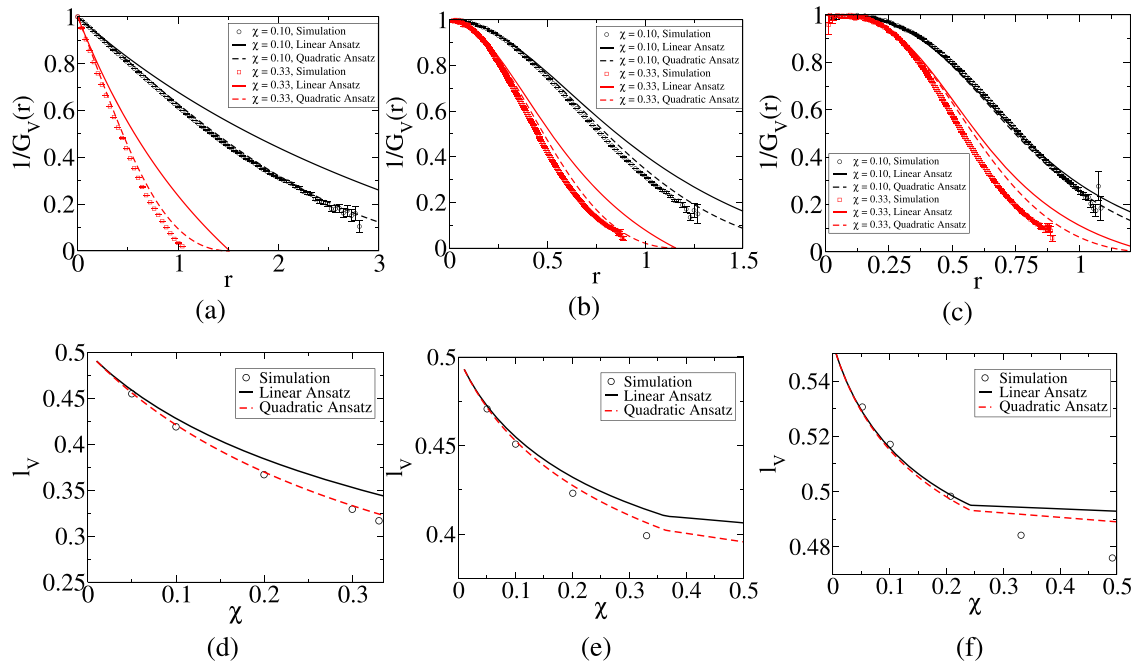 1/G_V(r)
1
0.8
0.6
0.4
0.2
0
0
1
2
3
r
χ = 0.10, Simulation
χ = 0.10, Linear Ansatz
χ = 0.10, Quadratic Ansatz
χ = 0.33, Simulation
χ = 0.33, Linear Ansatz
χ = 0.33, Quadratic Ansatz
(a)
1/G_V(r)
1
0.8
0.6
0.4
0.2
0
0
0.5
1
1.5
r
χ = 0.10, Simulation
χ = 0.10, Linear Ansatz
χ = 0.10, Quadratic Ansatz
χ = 0.33, Simulation
χ = 0.33, Linear Ansatz
χ = 0.33, Quadratic Ansatz
(b)
1/G_V(r)
1
0.8
0.6
0.4
0.2
0
0
0.25
0.5
0.75
1
r
χ = 0.10, Simulation
χ = 0.10, Linear Ansatz
χ = 0.10, Quadratic Ansatz
χ = 0.33, Simulation
χ = 0.33, Linear Ansatz
χ = 0.33, Quadratic Ansatz
(c)
l_V
0.5
0.45
0.4
0.35
0.3
0.25
0
0.1
0.2
0.3
χ
Simulation
Linear Ansatz
Quadratic Ansatz
(d)
l_V
0.5
0.45
0.4
0
0.1
0.2
0.3
0.4
0.5
χ
Simulation
Linear Ansatz
Quadratic Ansatz
(e)
l_V
0.54
0.52
0.5
0.48
0
0.1
0.2
0.3
0.4
0.5
χ
Simulation
Linear Ansatz
Quadratic Ansatz
(f)